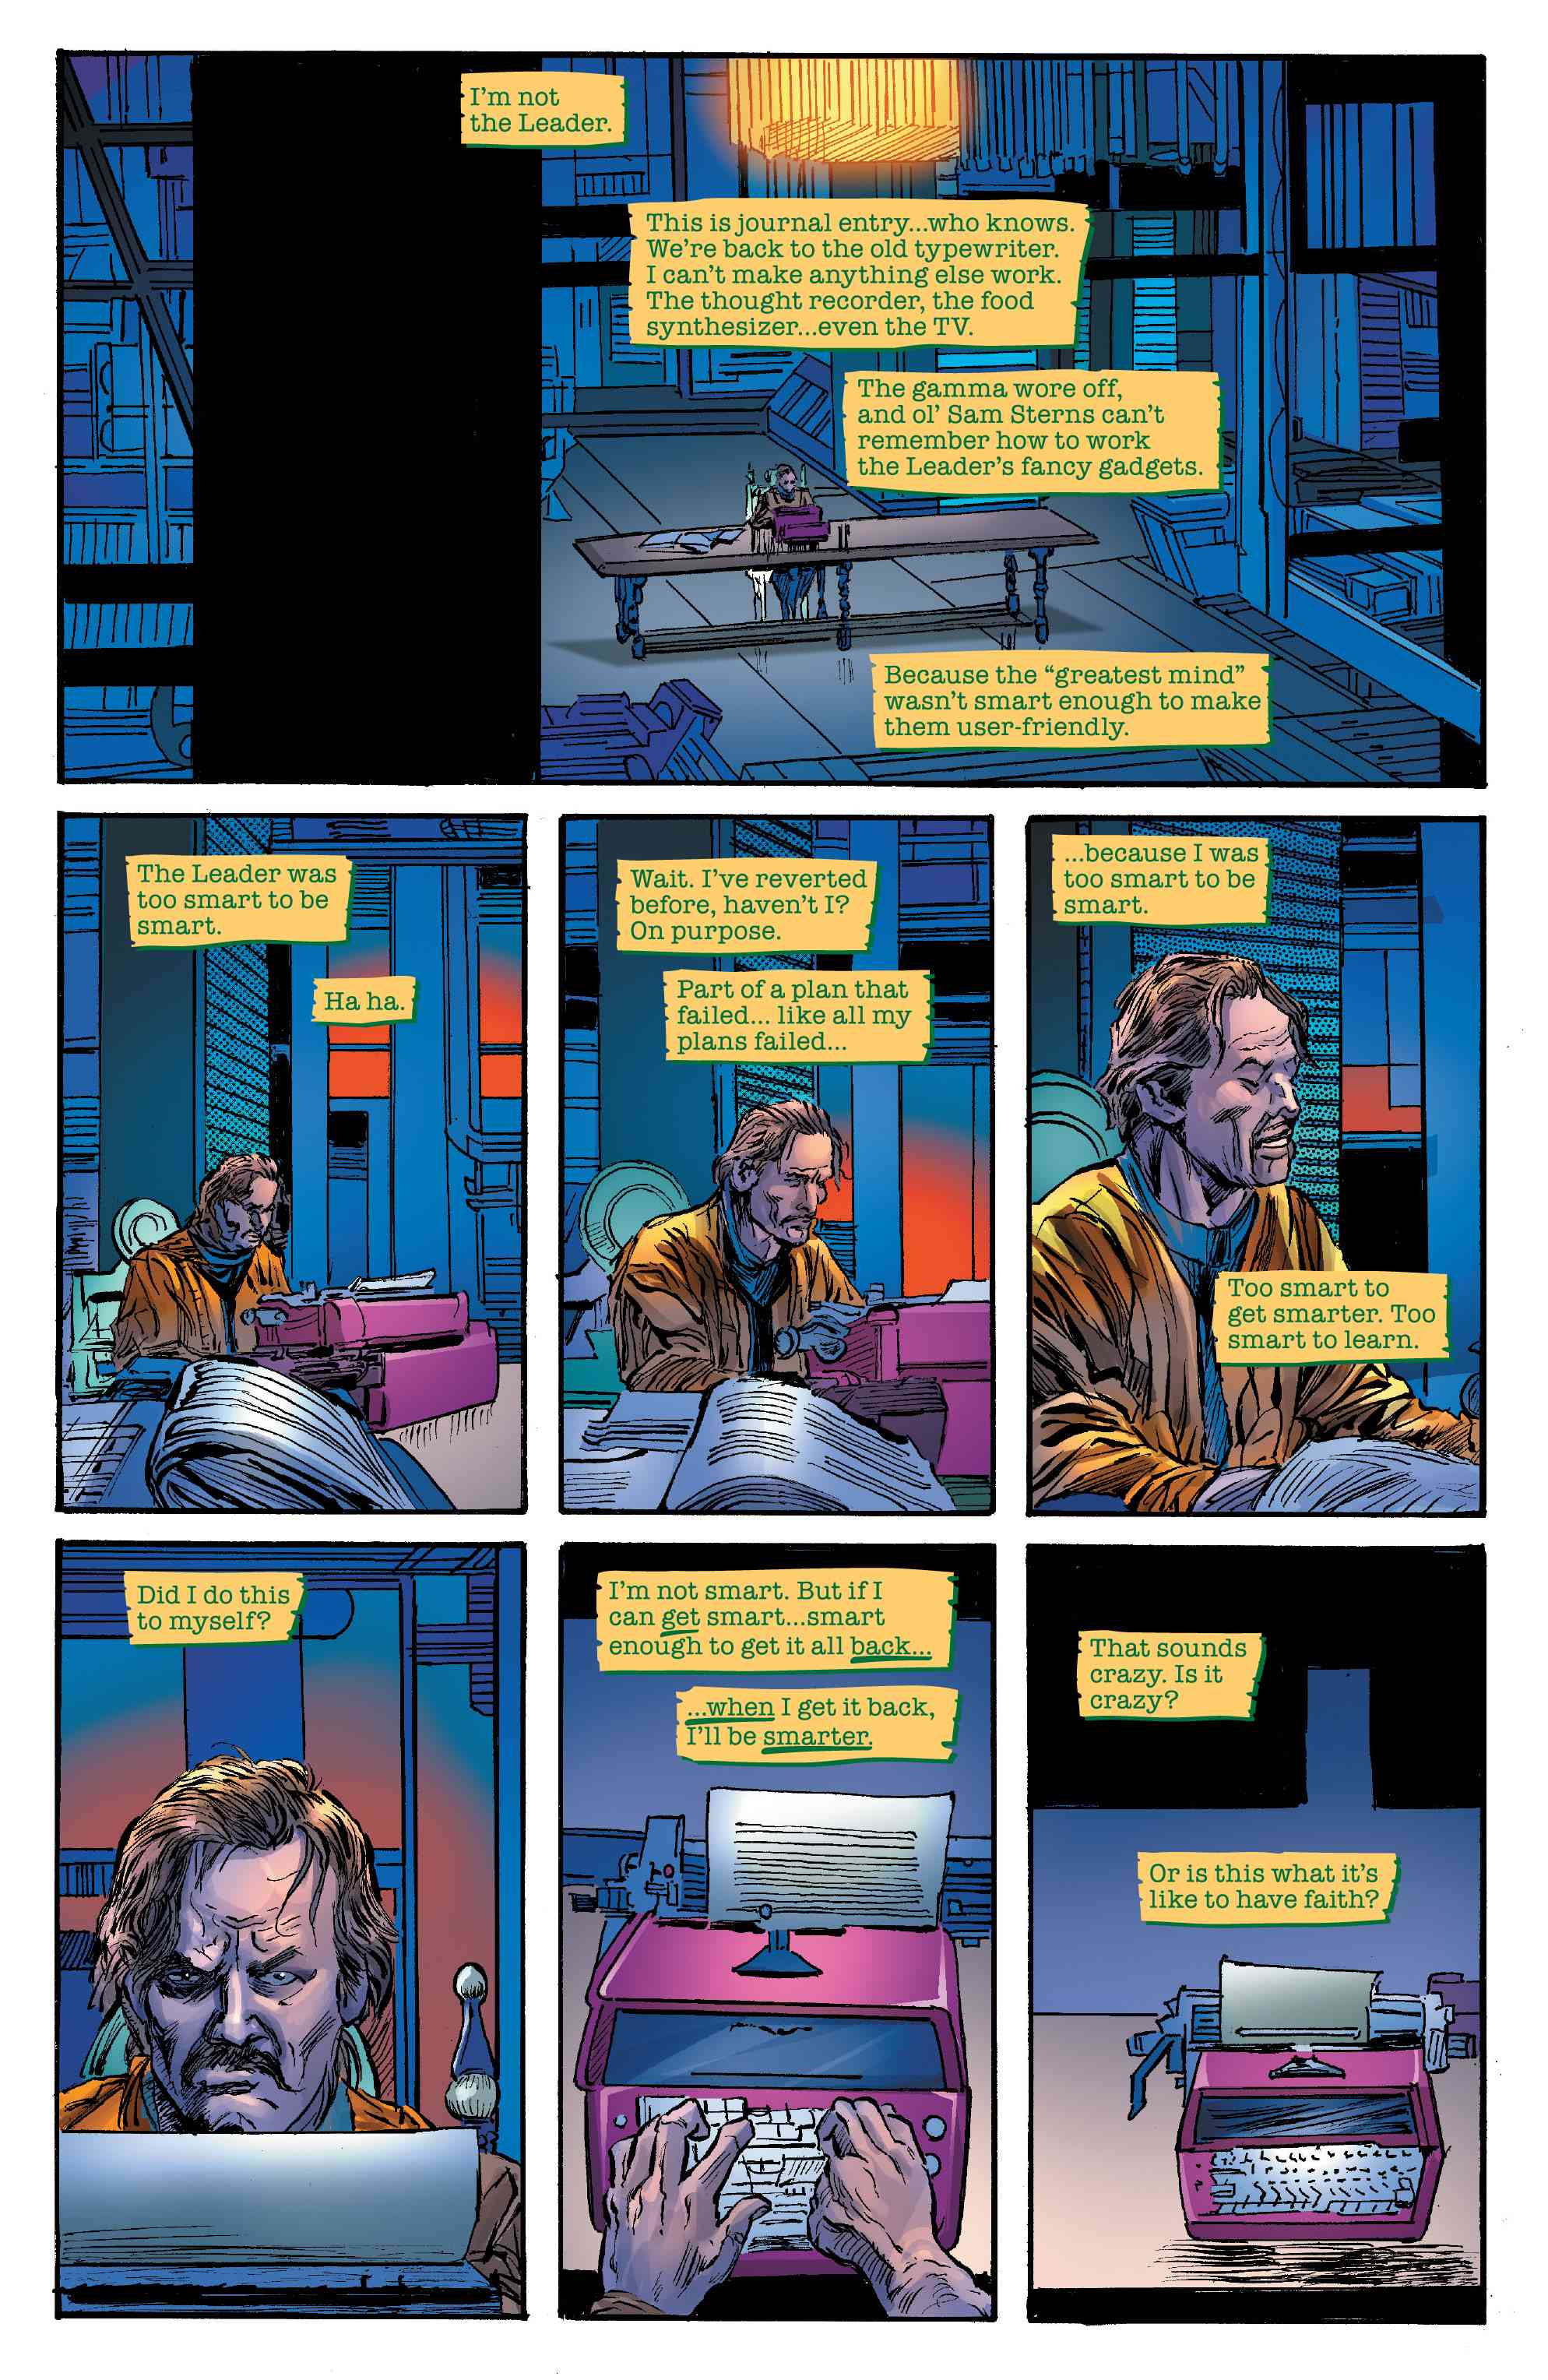 I'm not
the Leader.
This is journal entry...who knows.
We're back to the old typewriter.
I can't make anything else work.
The thought recorder, the food
synthesizer...even the TV.
The gamma wore off,
and ol' Sam Sterns can't
remember how to work
the Leader's fancy gadgets.
Because the “greatest mind”
wasn't smart enough to make
them user-friendly.
The Leader was
too smart to be
smart.
Ha ha.
Wait. I've reverted
before, haven't I?
On purpose.
Part of a plan that
failed... like all my
plans failed...
...because I was
too smart to be
smart.
Too smart to
get smarter. Too
smart to learn.
Did I do this
to myself?
I'm not smart. But if I
can get smart...smart
enough to get it all back...
...when I get it back,
I'll be smarter.
That sounds
crazy. Is it
crazy?
Or is this what it's
like to have faith?